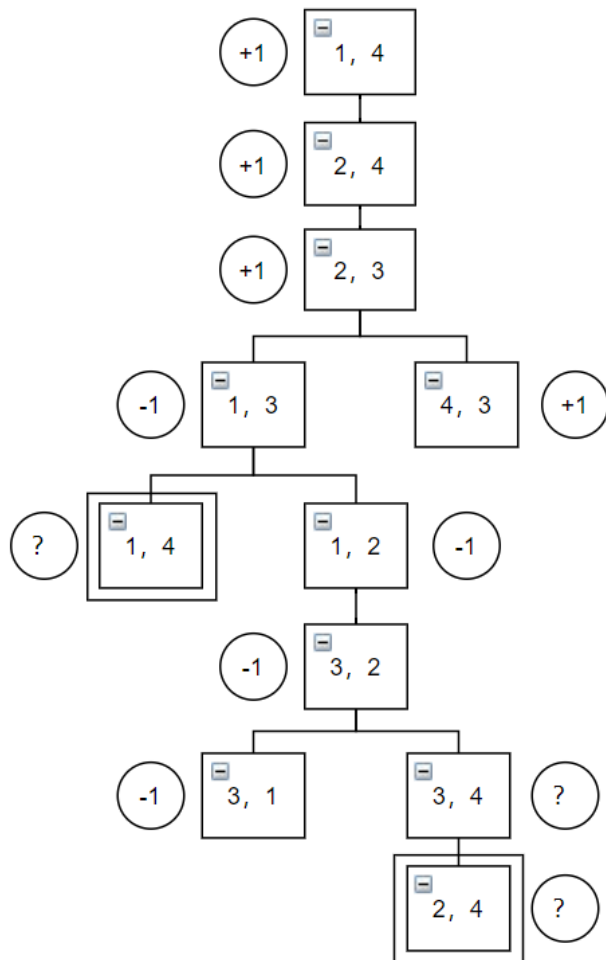 +1 1, 4
+1 2, 4
+1 2, 3
-1 1, 3 4, 3 +1
? 1, 4 1, 2 -1
-1 3, 2
-1 3, 1 3, 4 ?
2, 4 ?